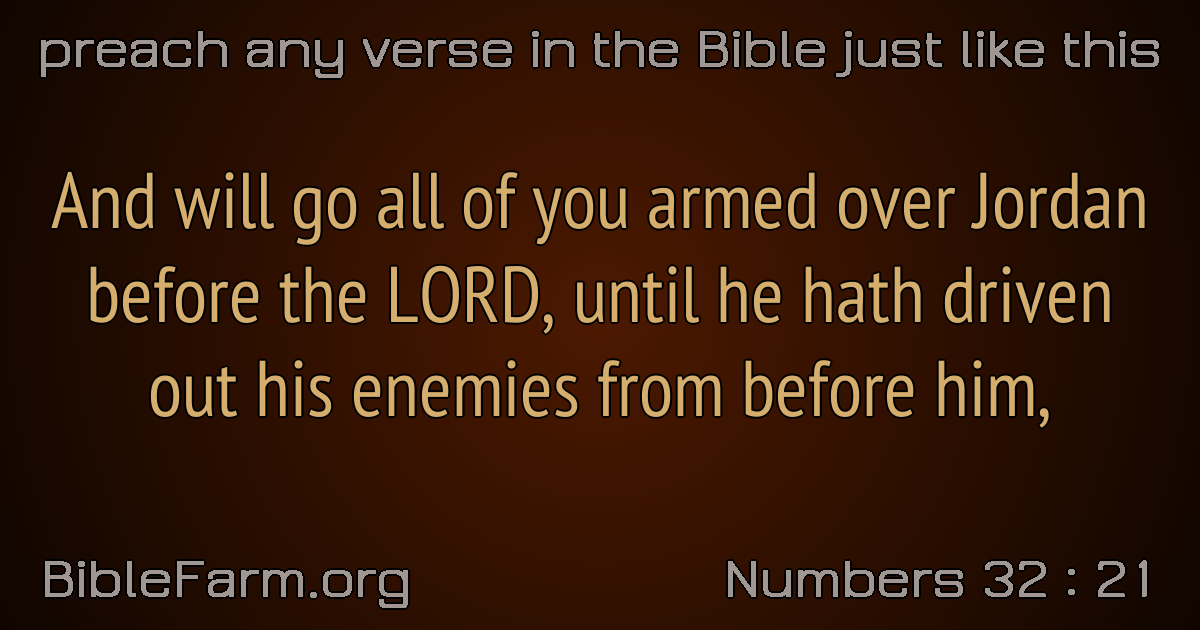 preach any verse in the Bible just like this
And will go all of you armed over Jordan
before the LORD, until he hath driven
out his enemies from before him,
BibleFarm.org
Numbers 32 : 21